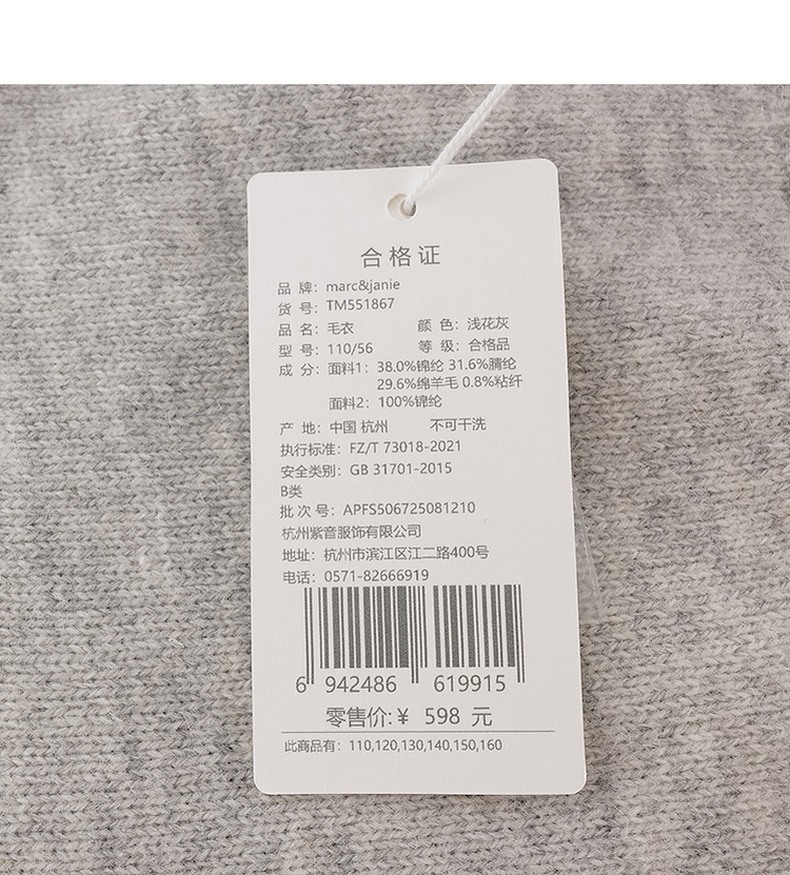 合格证
品 牌：marc&janie
货 号：TM551867
品 名：毛衣 颜 色：浅花灰
型 号：110/56 等 级：合格品
成 分：面料1：38.0%锦纶 31.6%腈纶
29.6%绵羊毛 0.8%粘纤
面料2：100%锦纶
产 地：中国 杭州 不可干洗
执行标准：FZ/T 73018-2021
安全类别：GB 31701-2015
B类
批 次 号：APFS506725081210
杭州紫音服饰有限公司
地址：杭州市滨江区江二路400号
电话：0571-82666919
6 942486 619915
零售价:¥ 598 元
此商品有：110,120,130,140,150,160